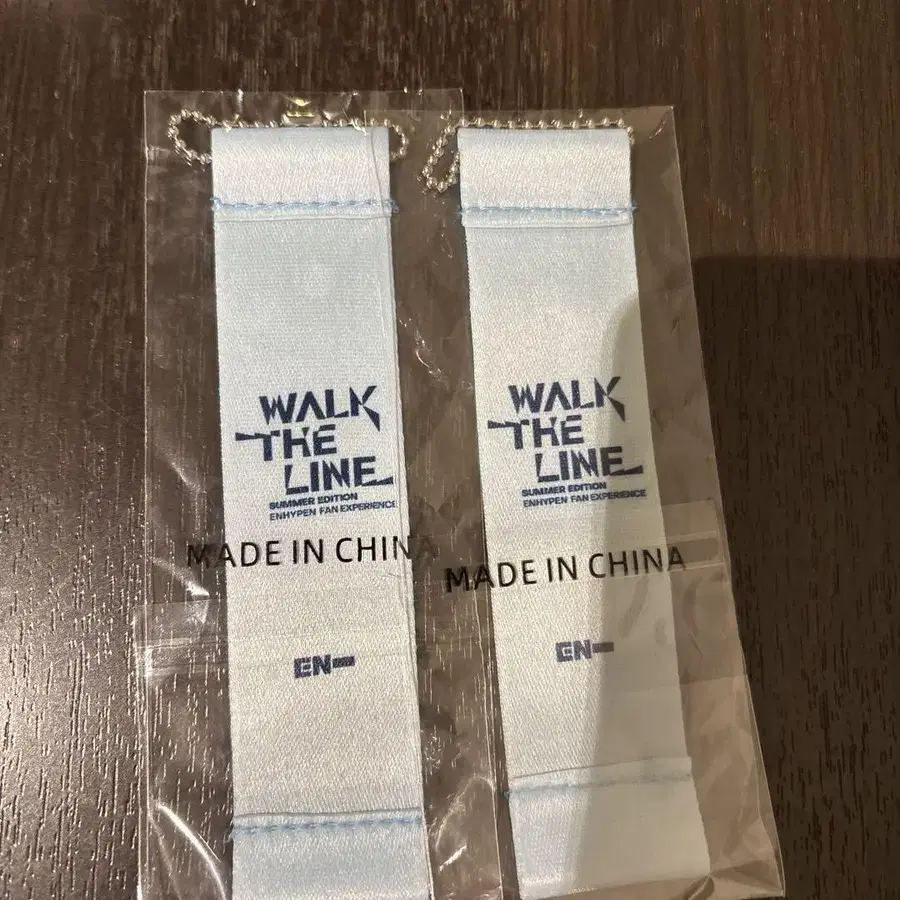 WALK
THE
LINE
SUMMER EDITION
ENHYPEN FAN EXPERIENCE
MADE IN CHINA
EN-
WALK
THE
LINE
SUMMER EDITION
ENHYPEN FAN EXPERIENCE
MADE IN CHINA
EN-